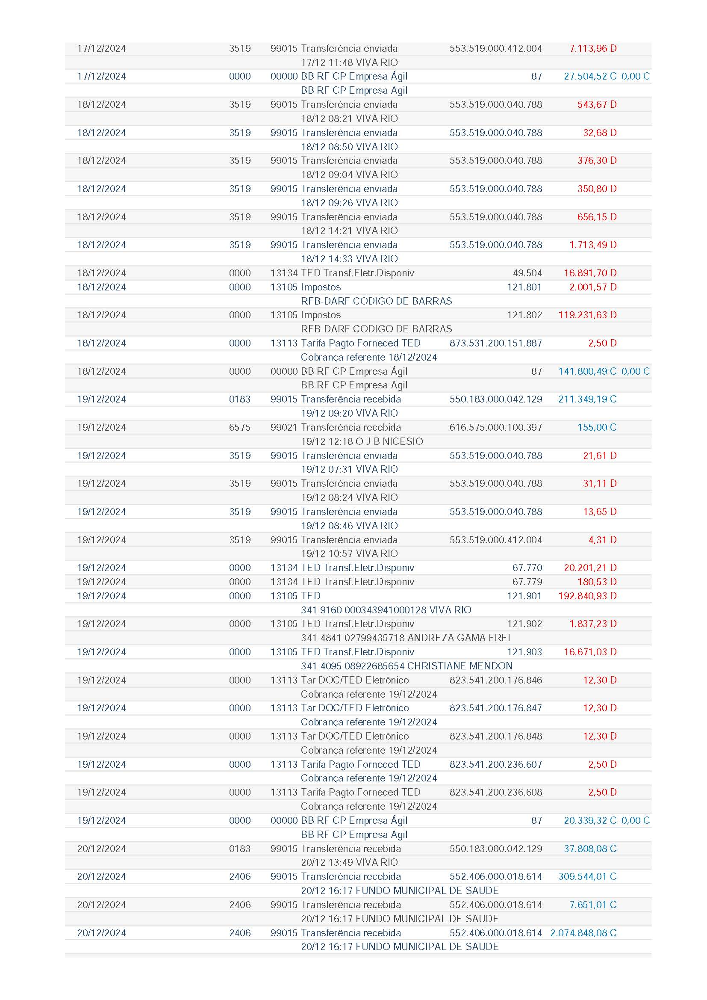 17/12/2024 3519 99015 Transferência enviada 553.519.000.412.004 7.113,96 D
17/12 11:48 VIVA RIO
17/12/2024 0000 00000 BB RF CP Empresa Ágil 87 27.504,52 C 0,00 C
BB RF CP Empresa Agil
18/12/2024 3519 99015 Transferência enviada 553.519.000.040.788 543,67 D
18/12 08:21 VIVA RIO
18/12/2024 3519 99015 Transferência enviada 553.519.000.040.788 32,68 D
18/12 08:50 VIVA RIO
18/12/2024 3519 99015 Transferência enviada 553.519.000.040.788 376,30 D
18/12 09:04 VIVA RIO
18/12/2024 3519 99015 Transferência enviada 553.519.000.040.788 350,80 D
18/12 09:26 VIVA RIO
18/12/2024 3519 99015 Transferência enviada 553.519.000.040.788 656,15 D
18/12 14:21 VIVA RIO
18/12/2024 3519 99015 Transferência enviada 553.519.000.040.788 1.713,49 D
18/12 14:33 VIVA RIO
18/12/2024 0000 13134 TED Transf.Eletr.Disponiv 49.504 16.891,70 D
18/12/2024 0000 13105 Impostos 121.801 2.001,57 D
RFB-DARF CODIGO DE BARRAS
18/12/2024 0000 13105 Impostos 121.802 119.231,63 D
RFB-DARF CODIGO DE BARRAS
18/12/2024 0000 13113 Tarifa Pagto Forneced TED 873.531.200.151.887 2,50 D
Cobrança referente 18/12/2024
18/12/2024 0000 00000 BB RF CP Empresa Ágil 87 141.800,49 C 0,00 C
BB RF CP Empresa Agil
19/12/2024 0183 99015 Transferência recebida 550.183.000.042.129 211.349,19 C
19/12 09:20 VIVA RIO
19/12/2024 6575 99021 Transferência recebida 616.575.000.100.397 155,00 C
19/12 12:18 O J B NICESIO
19/12/2024 3519 99015 Transferência enviada 553.519.000.040.788 21,61 D
19/12 07:31 VIVA RIO
19/12/2024 3519 99015 Transferência enviada 553.519.000.040.788 31,11 D
19/12 08:24 VIVA RIO
19/12/2024 3519 99015 Transferência enviada 553.519.000.040.788 13,65 D
19/12 08:46 VIVA RIO
19/12/2024 3519 99015 Transferência enviada 553.519.000.412.004 4,31 D
19/12 10:57 VIVA RIO
19/12/2024 0000 13134 TED Transf.Eletr.Disponiv 67.770 20.201,21 D
19/12/2024 0000 13134 TED Transf.Eletr.Disponiv 67.779 180,53 D
19/12/2024 0000 13105 TED 121.901 192.840,93 D
341 9160 000343941000128 VIVA RIO
19/12/2024 0000 13105 TED Transf.Eletr.Disponiv 121.902 1.837,23 D
341 4841 02799435718 ANDREZA GAMA FREI
19/12/2024 0000 13105 TED Transf.Eletr.Disponiv 121.903 16.671,03 D
341 4095 08922685654 CHRISTIANE MENDON
19/12/2024 0000 13113 Tar DOC/TED Eletrônico 823.541.200.176.846 12,30 D
Cobrança referente 19/12/2024
19/12/2024 0000 13113 Tar DOC/TED Eletrônico 823.541.200.176.847 12,30 D
Cobrança referente 19/12/2024
19/12/2024 0000 13113 Tar DOC/TED Eletrônico 823.541.200.176.848 12,30 D
Cobrança referente 19/12/2024
19/12/2024 0000 13113 Tarifa Pagto Forneced TED 823.541.200.236.607 2,50 D
Cobrança referente 19/12/2024
19/12/2024 0000 13113 Tarifa Pagto Forneced TED 823.541.200.236.608 2,50 D
Cobrança referente 19/12/2024
19/12/2024 0000 00000 BB RF CP Empresa Ágil 87 20.339,32 C 0,00 C
BB RF CP Empresa Agil
20/12/2024 0183 99015 Transferência recebida 550.183.000.042.129 37.808,08 C
20/12 13:49 VIVA RIO
20/12/2024 2406 99015 Transferência recebida 552.406.000.018.614 309.544,01 C
20/12 16:17 FUNDO MUNICIPAL DE SAUDE
20/12/2024 2406 99015 Transferência recebida 552.406.000.018.614 7.651,01 C
20/12 16:17 FUNDO MUNICIPAL DE SAUDE
20/12/2024 2406 99015 Transferência recebida 552.406.000.018.614 2.074.848,08 C
20/12 16:17 FUNDO MUNICIPAL DE SAUDE